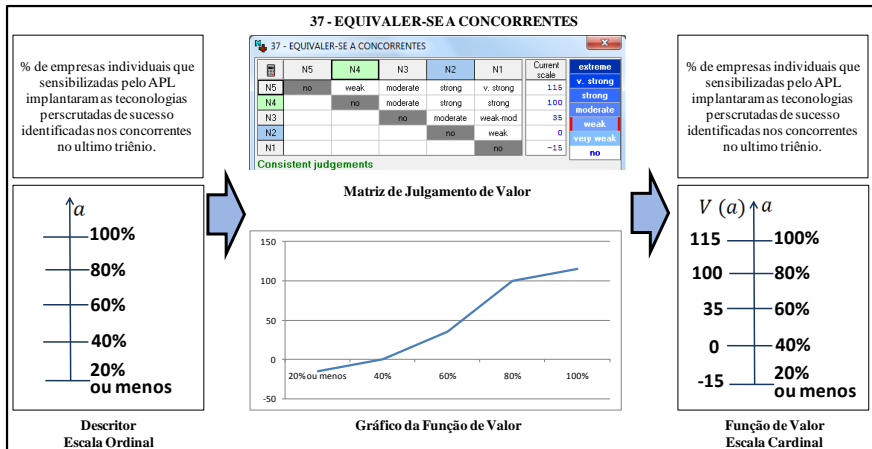 37 - EQUIVALER-SE A CONCORRENTES
% de empresas individuais que
sensibilizadas pelo APL
implantaram as teconologias
perscrutadas de sucesso
identificadas nos concorrentes
no ultimo triênio.
a
100%
80%
60%
40%
20%
ou menos
Descritor
Escala Ordinal
37 - EQUIVALER-SE A CONCORRENTES
N5 N4 N3 N2 N1 Current scale
N5 no weak moderate strong v. strong 115
N4 no moderate strong strong 100
N3 no moderate weak-mod 35
N2 no weak 0
N1 no -15
Consistent judgements
extreme
v. strong
strong
moderate
weak
very weak
no
Matriz de Julgamento de Valor
150
100
50
0
-50
20% ou menos 40% 60% 80% 100%
Gráfico da Função de Valor
% de empresas individuais que
sensibilizadas pelo APL
implantaram as teconologias
perscrutadas de sucesso
identificadas nos concorrentes
no ultimo triênio.
V (a) a
115 100%
100 80%
35 60%
0 40%
-15 20%
ou menos
Função de Valor
Escala Cardinal